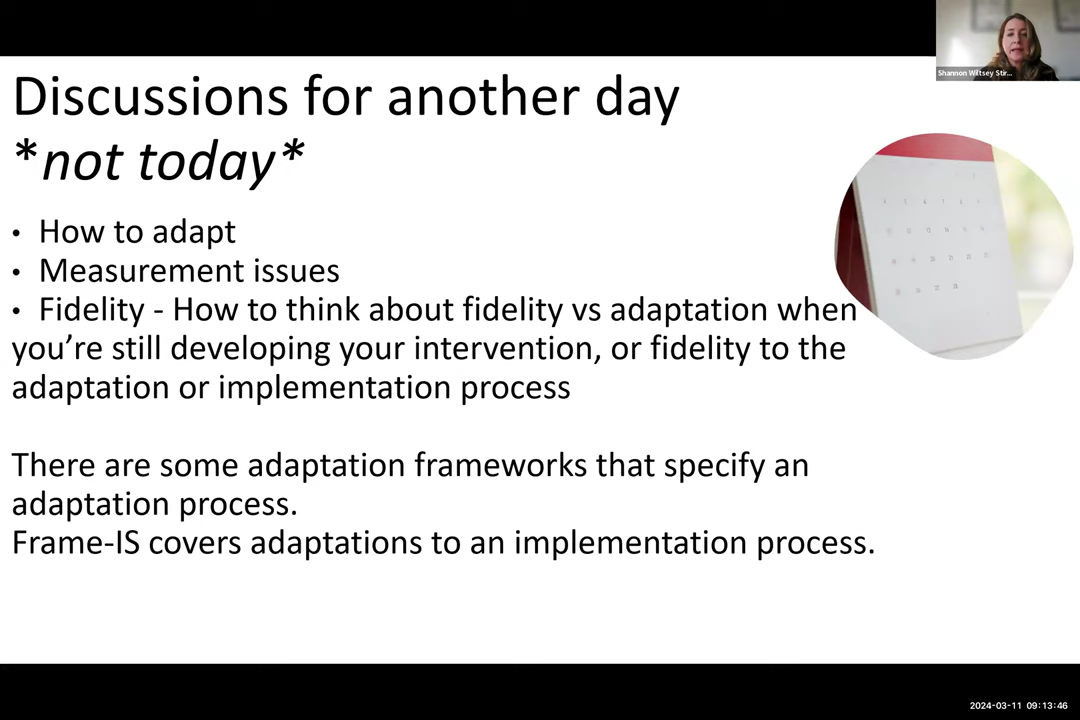 Shannon Wiltsey Stir...
Discussions for another day
*not today*
• How to adapt
• Measurement issues
• Fidelity - How to think about fidelity vs adaptation when
you’re still developing your intervention, or fidelity to the
adaptation or implementation process
There are some adaptation frameworks that specify an
adaptation process.
Frame-IS covers adaptations to an implementation process.
2024-03-11 09:13:46